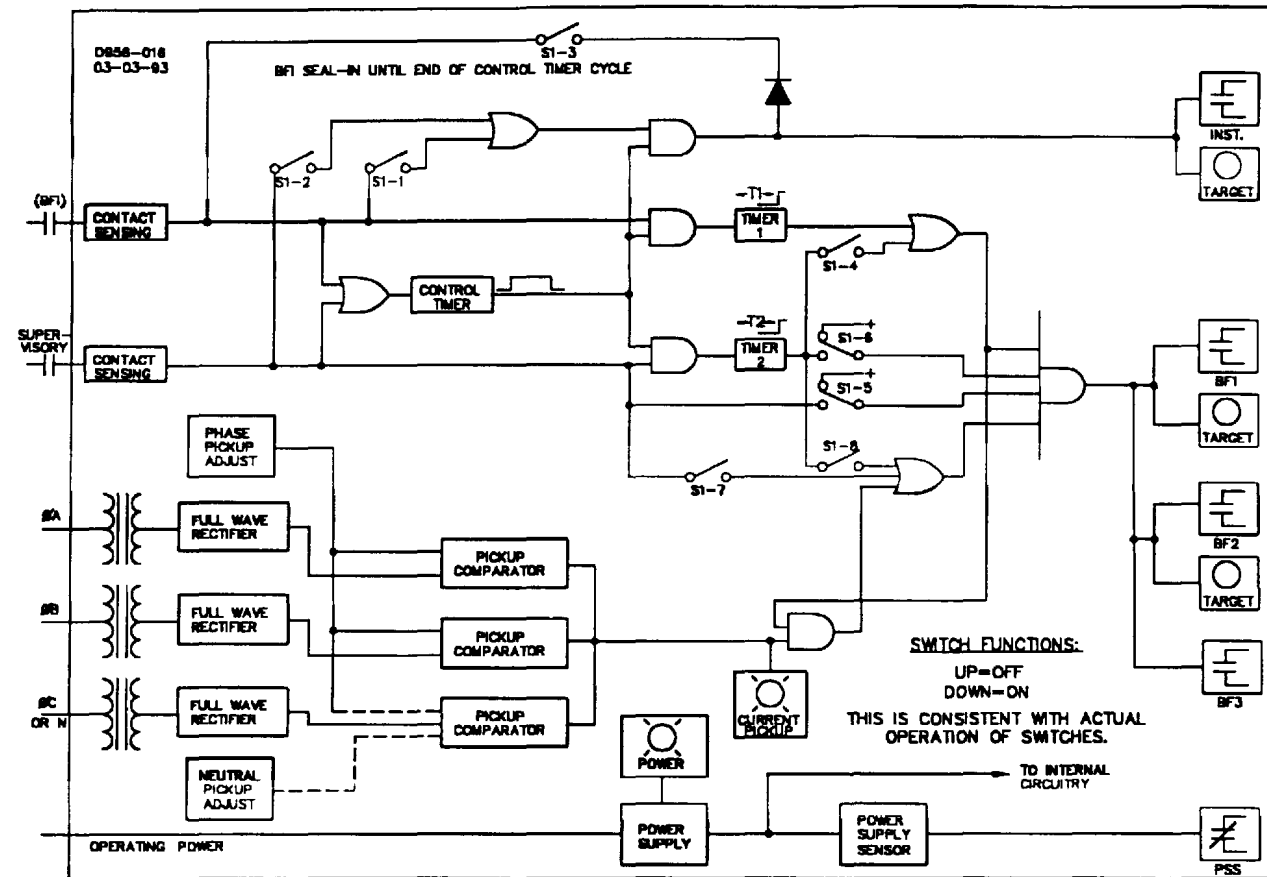 D956-016
03-03-93
S1-3
BFI SEAL-IN UNTIL END OF CONTROL TIMER CYCLE
INST.
TARGET
S1-2
S1-1
(BFI)
CONTACT
SENSING
T1
TIMER
1
S1-4
CONTROL
TIMER
SUPER-
VISORY
CONTACT
SENSING
T2
TIMER
2
+
S1-6
+
S1-5
BF1
TARGET
PHASE
PICKUP
ADJUST
S1-8
S1-7
ØA
FULL WAVE
RECTIFIER
PICKUP
COMPARATOR
BF2
TARGET
ØB
FULL WAVE
RECTIFIER
PICKUP
COMPARATOR
SWITCH FUNCTIONS:
UP=OFF
DOWN=ON
THIS IS CONSISTENT WITH ACTUAL
OPERATION OF SWITCHES.
BF3
ØC
OR N
FULL WAVE
RECTIFIER
PICKUP
COMPARATOR
CURRENT
PICKUP
POWER
NEUTRAL
PICKUP
ADJUST
TO INTERNAL
CIRCUITRY
OPERATING POWER
POWER
SUPPLY
POWER
SUPPLY
SENSOR
PSS